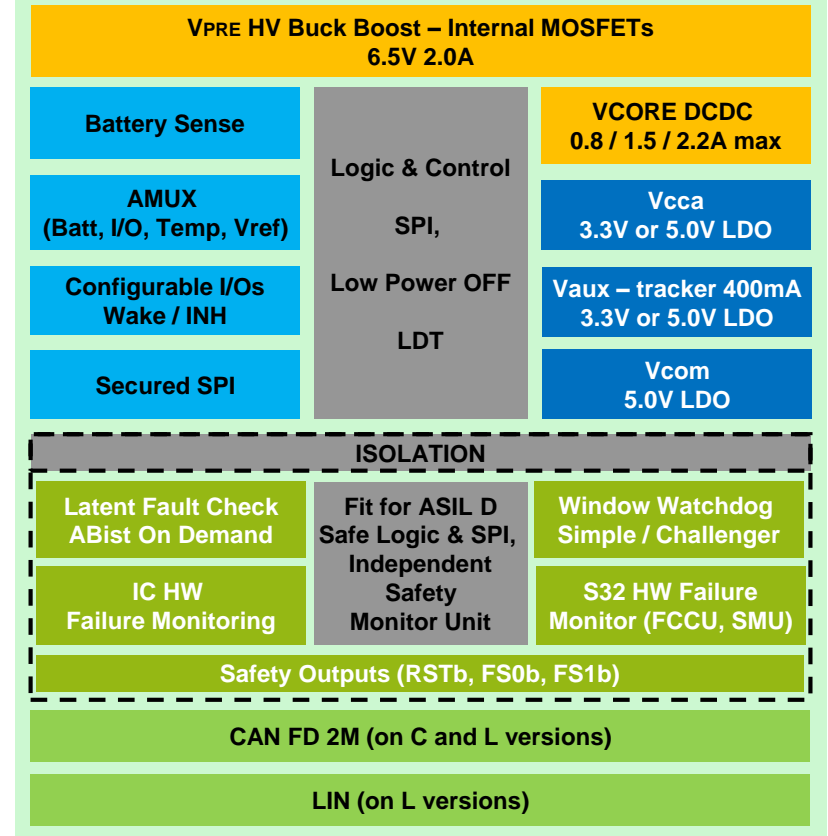 VPRE HV Buck Boost – Internal MOSFETs
6.5V 2.0A
Battery Sense
AMUX
(Batt, I/O, Temp, Vref)
Configurable I/Os
Wake / INH
Secured SPI
Logic & Control
SPI,
Low Power OFF
LDT
VCORE DCDC
0.8 / 1.5 / 2.2A max
Vcca
3.3V or 5.0V LDO
Vaux – tracker 400mA
3.3V or 5.0V LDO
Vcom
5.0V LDO
ISOLATION
Latent Fault Check
ABist On Demand
IC HW
Failure Monitoring
Fit for ASIL D
Safe Logic & SPI,
Independent
Safety
Monitor Unit
Window Watchdog
Simple / Challenger
S32 HW Failure
Monitor (FCCU, SMU)
Safety Outputs (RSTb, FS0b, FS1b)
CAN FD 2M (on C and L versions)
LIN (on L versions)